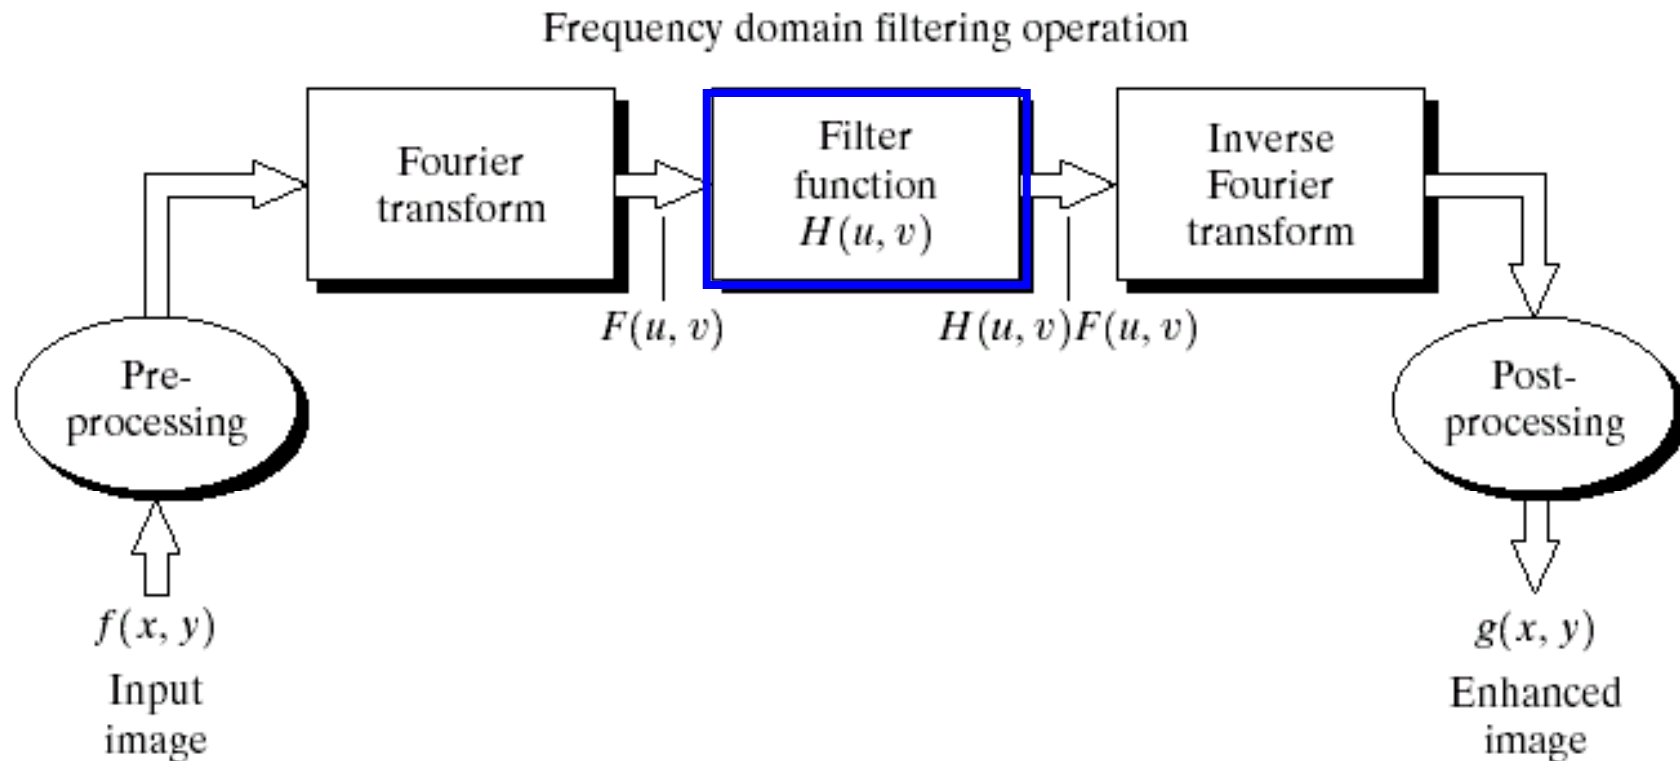 Frequency domain filtering operation
Fourier
transform
Filter
function
H(u, v)
Inverse
Fourier
transform
F(u, v)
H(u, v)F(u, v)
Pre-
processing
Post-
processing
f(x, y)
Input
image
g(x, y)
Enhanced
image